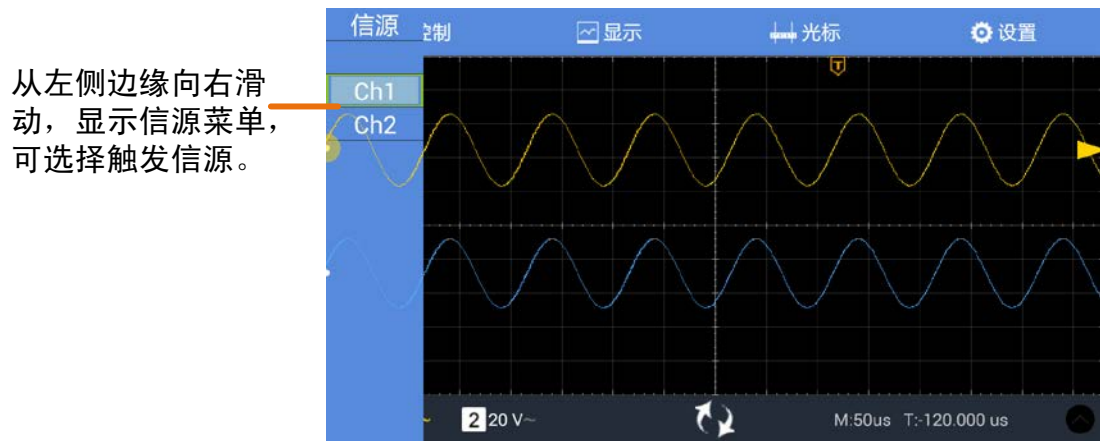 从左侧边缘向右滑
动，显示信源菜单，
可选择触发信源。
信源
控制
显示
光标
设置
T
Ch1
Ch2
2 20 V~
M:50us T:-120.000 us